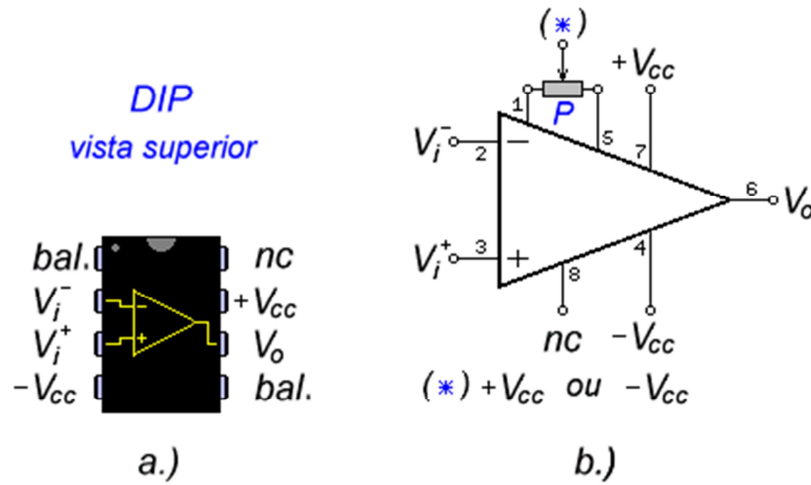 DIP
vista superior
bal. nc
Vi- +Vcc
Vi+ Vo
-Vcc bal.
a.)
(*)
+Vcc
1 P 5 7
Vi- 2 −
6 Vo
Vi+ 3 +
8 4
nc -Vcc
(*) +Vcc ou -Vcc
b.)